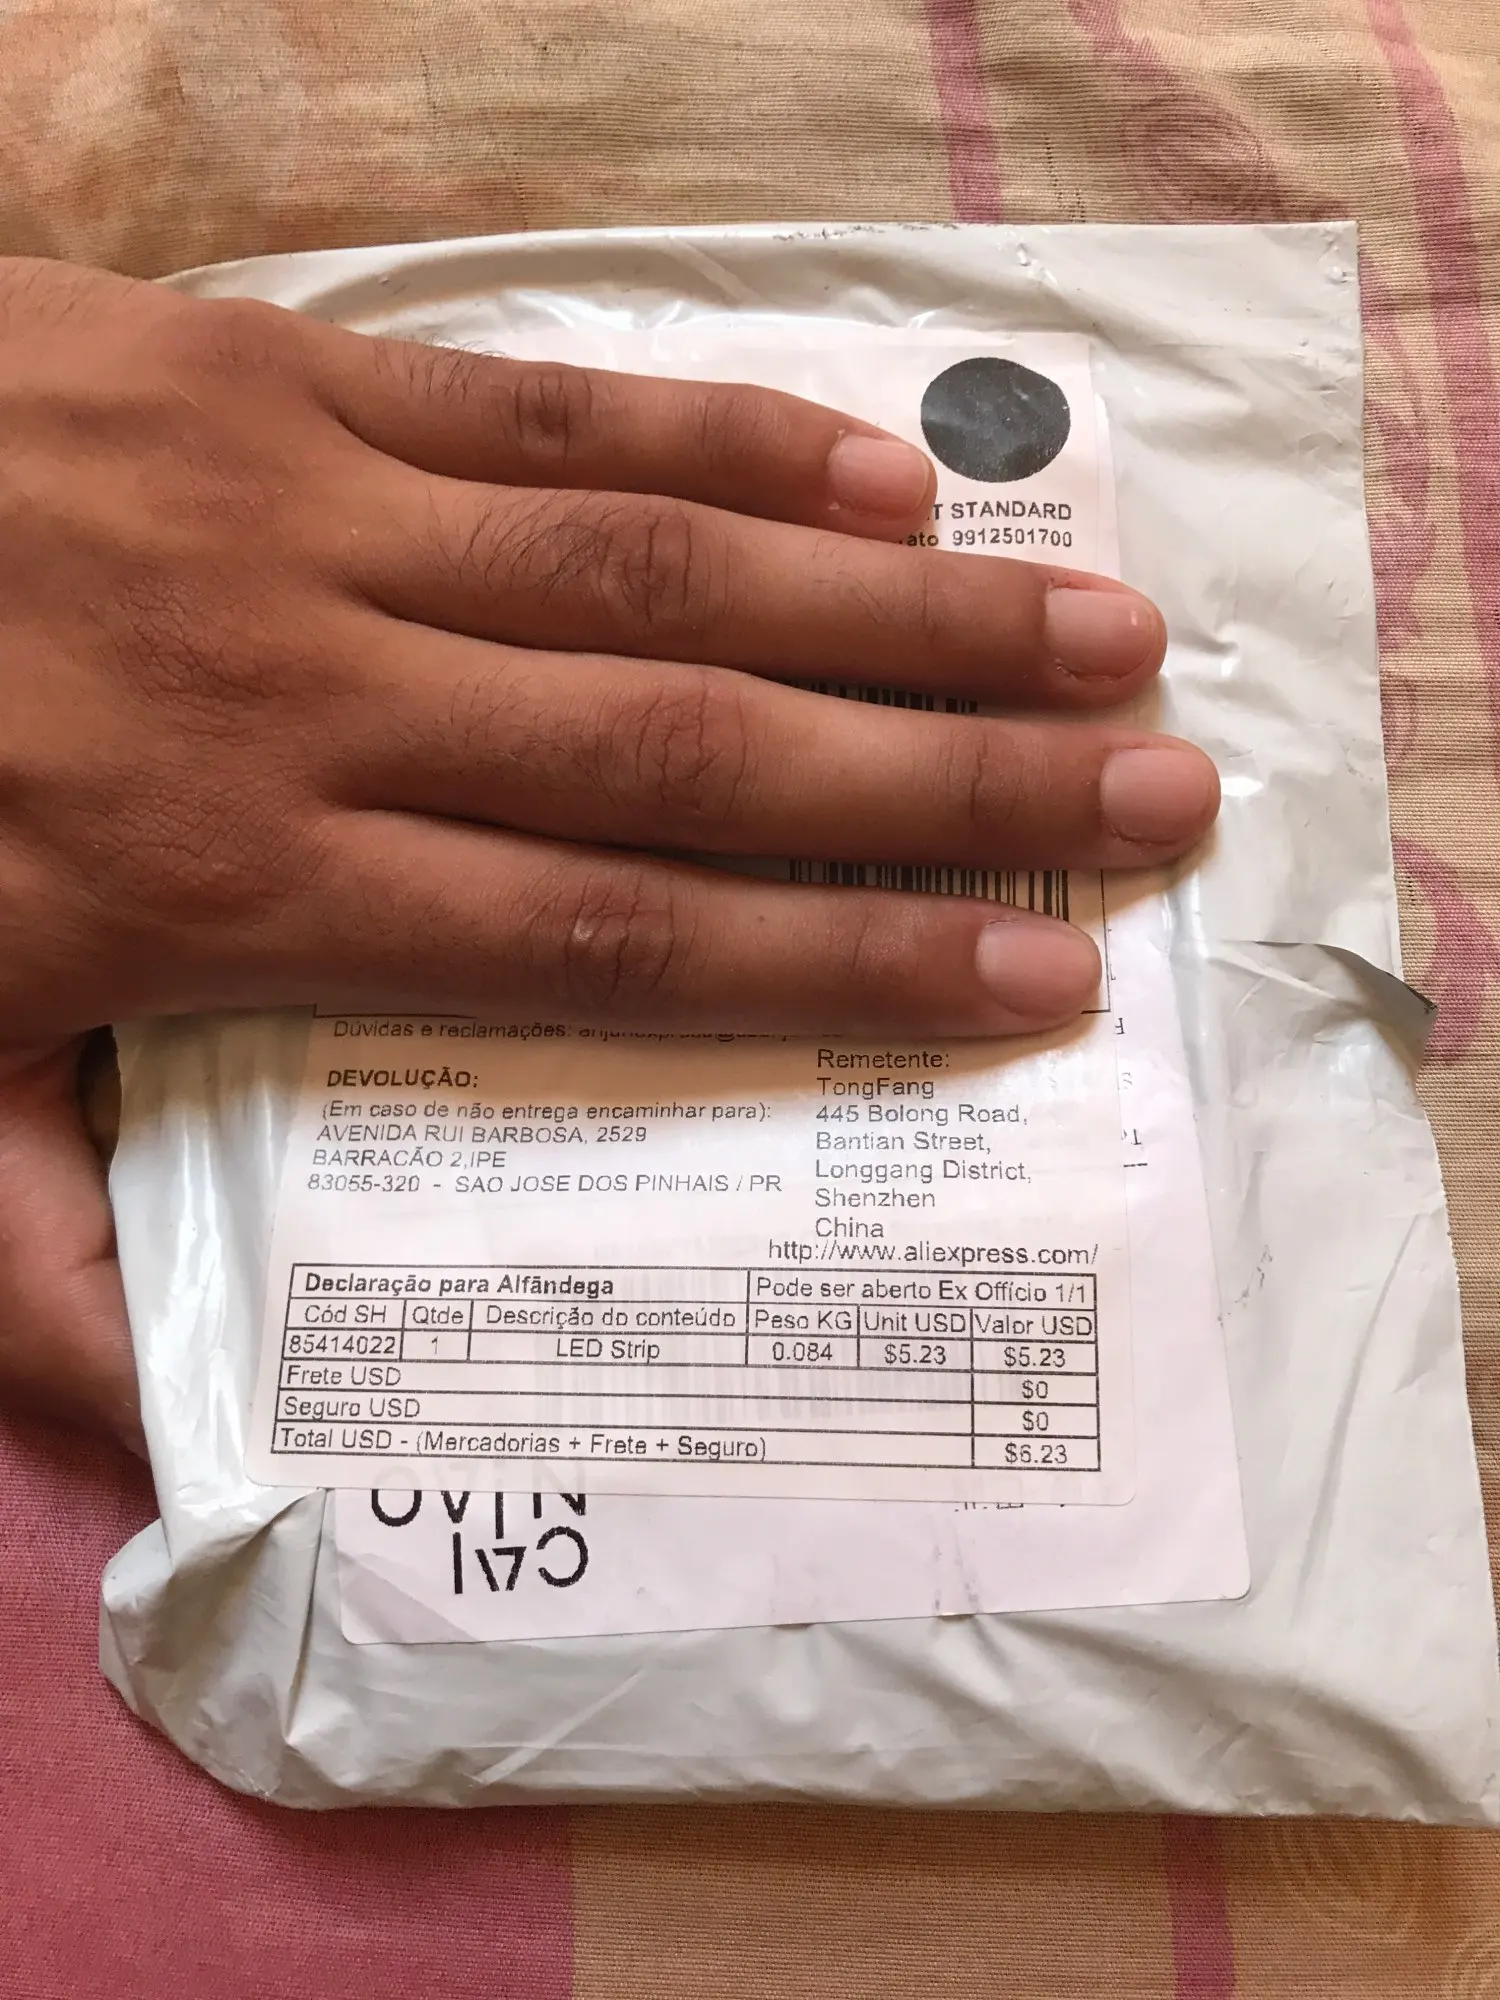 T STANDARD
ato 9912501700
Dúvidas e reclamações:
DEVOLUÇÃO:
(Em caso de não entrega encaminhar para):
AVENIDA RUI BARBOSA, 2529
BARRACÃO 2,IPE
83055-320 - SAO JOSE DOS PINHAIS / PR
Remetente:
TongFang
445 Bolong Road,
Bantian Street,
Longgang District,
Shenzhen
China
http://www.aliexpress.com/
Declaração para Alfândega Pode ser aberto Ex Offício 1/1
Cód SH Qtde Descrição do conteúdo Peso KG Unit USD Valor USD
85414022 1 LED Strip 0.084 $5.23 $5.23
Frete USD $0
Seguro USD $0
Total USD - (Mercadorias + Frete + Seguro) $6.23
CAI
NIAO